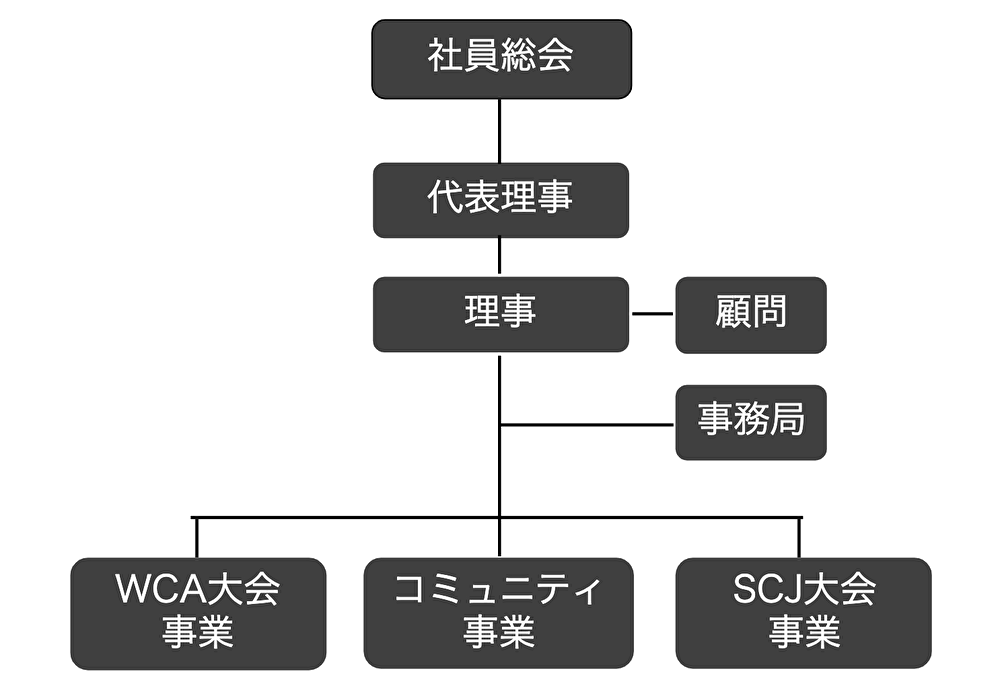 社員総会
代表理事
理事
顧問
事務局
WCA大会
事業
コミュニティ
事業
SCJ大会
事業